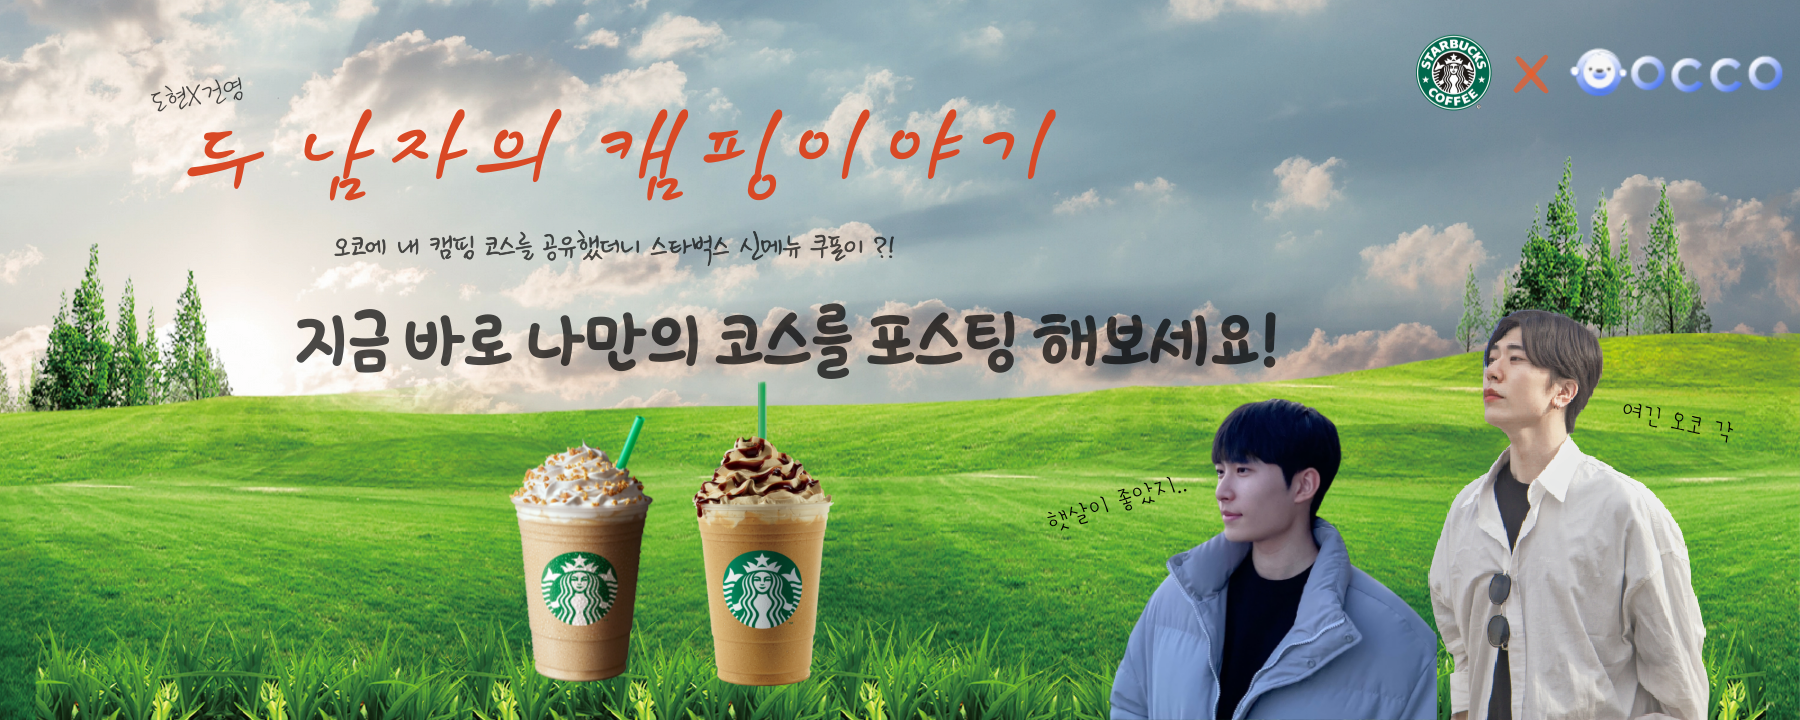 도현X건영
두 남자의 캠핑이야기
STARBUCKS COFFEE X OCCO
오코에 내 캠핑 코스를 공유했더니 스타벅스 신메뉴 쿠폰이 ?!
지금 바로 나만의 코스를 포스팅 해보세요!
햇살이 좋았지..
여긴 오코 각